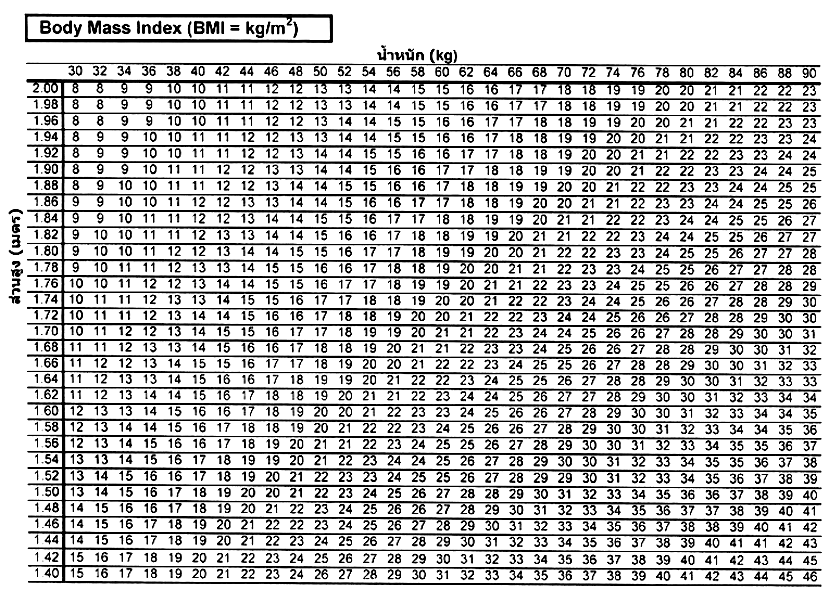 Body Mass Index (BMI = kg/m²)
น้ำหนัก (kg)
30 32 34 36 38 40 42 44 46 48 50 52 54 56 58 60 62 64 66 68 70 72 74 76 78 80 82 84 86 88 90
ส่วนสูง (เมตร)
2.00 8 8 9 9 10 10 11 11 12 12 13 13 14 14 15 15 16 16 17 17 18 18 19 19 20 20 21 21 22 22 23
1.98 8 8 9 9 10 10 11 11 12 12 13 13 14 14 15 15 16 16 17 17 18 18 19 19 20 20 21 21 22 22 23
1.96 8 8 9 9 10 10 11 11 12 12 13 14 14 15 15 16 16 17 17 18 18 19 19 20 20 21 21 22 22 23 23
1.94 8 9 9 10 10 11 11 12 12 13 13 14 14 15 15 16 16 17 18 18 19 19 20 20 21 21 22 22 23 23 24
1.92 8 9 9 10 10 11 11 12 12 13 14 14 15 15 16 16 17 17 18 18 19 20 20 21 21 22 22 23 23 24 24
1.90 8 9 9 10 11 11 12 12 13 13 14 14 15 16 16 17 17 18 18 19 19 20 20 21 22 22 23 23 24 24 25
1.88 8 9 10 10 11 11 12 12 13 14 14 15 15 16 16 17 18 18 19 19 20 20 21 22 22 23 23 24 24 25 25
1.86 9 9 10 10 11 12 12 13 13 14 14 15 16 16 17 17 18 18 19 20 20 21 21 22 23 23 24 24 25 25 26
1.84 9 9 10 11 11 12 12 13 14 14 15 15 16 17 17 18 18 19 19 20 21 21 22 22 23 24 24 25 25 26 27
1.82 9 10 10 11 11 12 13 13 14 14 15 16 16 17 18 18 19 19 20 21 21 22 22 23 24 24 25 25 26 27 27
1.80 9 10 10 11 12 12 13 14 14 15 15 16 17 17 18 19 19 20 20 21 22 22 23 23 24 25 25 26 27 27 28
1.78 9 10 11 11 12 13 13 14 15 15 16 16 17 18 18 19 20 20 21 21 22 23 23 24 25 25 26 27 27 28 28
1.76 10 10 11 12 12 13 14 14 15 15 16 17 17 18 19 19 20 21 21 22 23 23 24 25 25 26 26 27 28 28 29
1.74 10 11 11 12 13 13 14 15 15 16 17 17 18 18 19 20 20 21 22 22 23 24 24 25 26 26 27 28 28 29 30
1.72 10 11 11 12 13 14 14 15 16 16 17 18 18 19 20 20 21 22 22 23 24 24 25 26 26 27 28 28 29 30 30
1.70 10 11 12 12 13 14 15 15 16 17 17 18 19 19 20 21 21 22 23 24 24 25 26 26 27 28 28 29 30 30 31
1.68 11 11 12 13 13 14 15 16 16 17 18 18 19 20 21 21 22 23 23 24 25 26 26 27 28 28 29 30 30 31 32
1.66 11 12 12 13 14 15 15 16 17 17 18 19 20 20 21 22 22 23 24 25 25 26 27 28 28 29 30 30 31 32 33
1.64 11 12 13 13 14 15 16 16 17 18 19 19 20 21 22 22 23 24 25 25 26 27 28 28 29 30 30 31 32 33 33
1.62 11 12 13 14 14 15 16 17 18 18 19 20 21 21 22 23 24 24 25 26 27 27 28 29 30 30 31 32 33 34 34
1.60 12 13 13 14 15 16 16 17 18 19 20 20 21 22 23 23 24 25 26 27 27 28 29 30 30 31 32 33 34 34 35
1.58 12 13 14 14 15 16 17 18 18 19 20 21 22 22 23 24 25 26 26 27 28 29 30 30 31 32 33 34 34 35 36
1.56 12 13 14 15 16 16 17 18 19 20 21 21 22 23 24 25 25 26 27 28 29 30 30 31 32 33 34 35 35 36 37
1.54 13 13 14 15 16 17 18 19 19 20 21 22 23 24 24 25 26 27 28 29 30 30 31 32 33 34 35 35 36 37 38
1.52 13 14 15 16 16 17 18 19 20 21 22 23 23 24 25 26 27 28 29 29 30 31 32 33 34 35 35 36 37 38 39
1.50 13 14 15 16 17 18 19 20 20 21 22 23 24 25 26 27 28 28 29 30 31 32 33 34 35 36 36 37 38 39 40
1.48 14 15 16 16 17 18 19 20 21 22 23 24 25 26 26 27 28 29 30 31 32 33 34 35 36 37 37 38 39 40 41
1.46 14 15 16 17 18 19 20 21 22 23 23 24 25 26 27 28 29 30 31 32 33 34 35 36 37 38 38 39 40 41 42
1.44 14 15 16 17 18 19 20 21 22 23 24 25 26 27 28 29 30 31 32 33 34 35 36 37 38 39 40 41 41 42 43
1.42 15 16 17 18 19 20 21 22 23 24 25 26 27 28 29 30 31 32 33 34 35 36 37 38 39 40 41 42 43 44 45
1.40 15 16 17 18 19 20 21 22 23 24 26 27 28 29 30 31 32 33 34 35 36 37 38 39 40 41 42 43 44 45 46